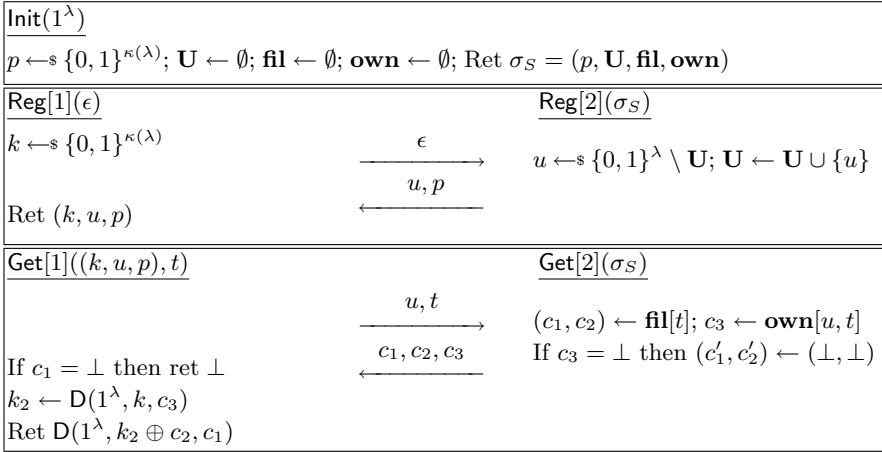 Init(1^λ)
p ←$ {0, 1}^κ(λ); U ← ∅; fil ← ∅; own ← ∅; Ret σ_S = (p, U, fil, own)
Reg[1](ϵ) Reg[2](σ_S)
k ←$ {0, 1}^κ(λ)
ϵ
u ←$ {0, 1}^λ \ U; U ← U ∪ {u}
u, p
Ret (k, u, p)
Get[1]((k, u, p), t) Get[2](σ_S)
u, t
(c_1, c_2) ← fil[t]; c_3 ← own[u, t]
c_1, c_2, c_3
If c_3 = ⊥ then (c′_1, c′_2) ← (⊥, ⊥)
If c_1 = ⊥ then ret ⊥
k_2 ← D(1^λ, k, c_3)
Ret D(1^λ, k_2 ⊕ c_2, c_1)